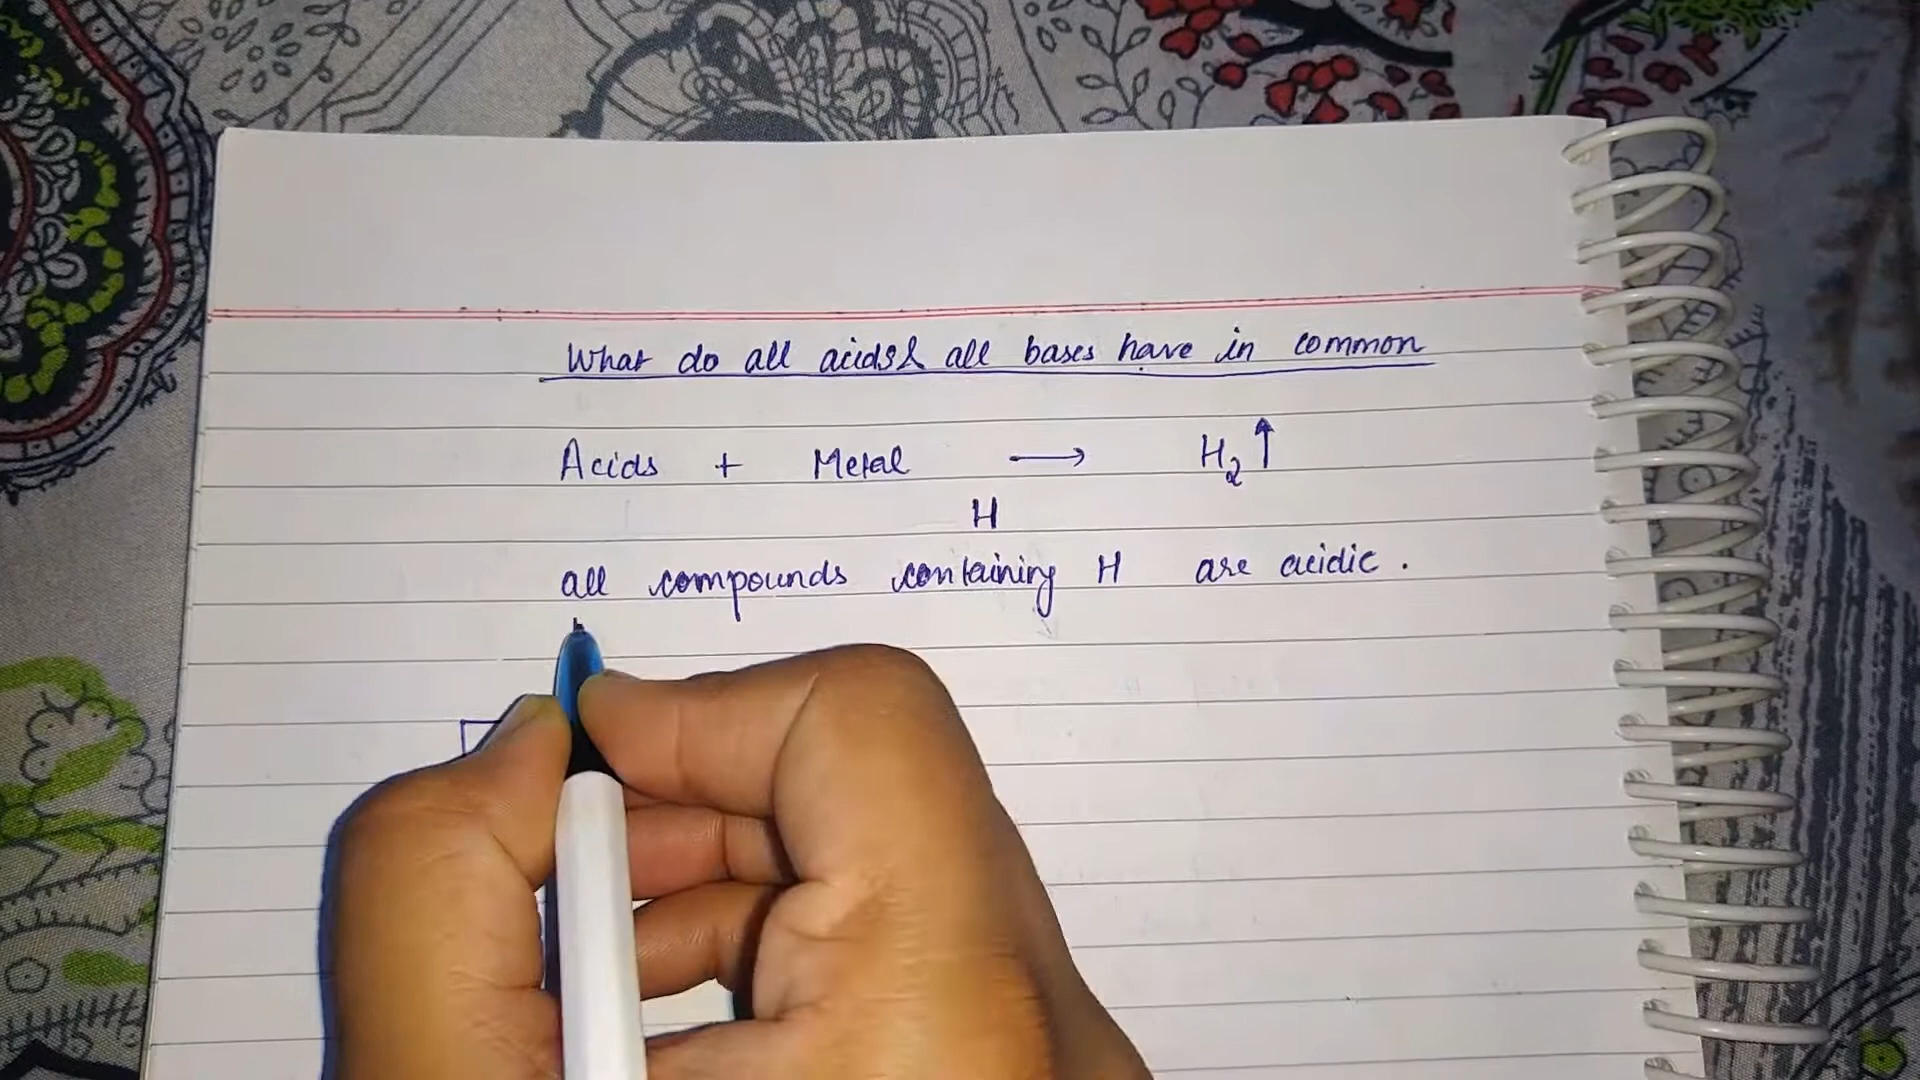 What do all acids & all bases have in common
Acids + Metal ⟶ H₂↑
H
all compounds containing H are acidic.